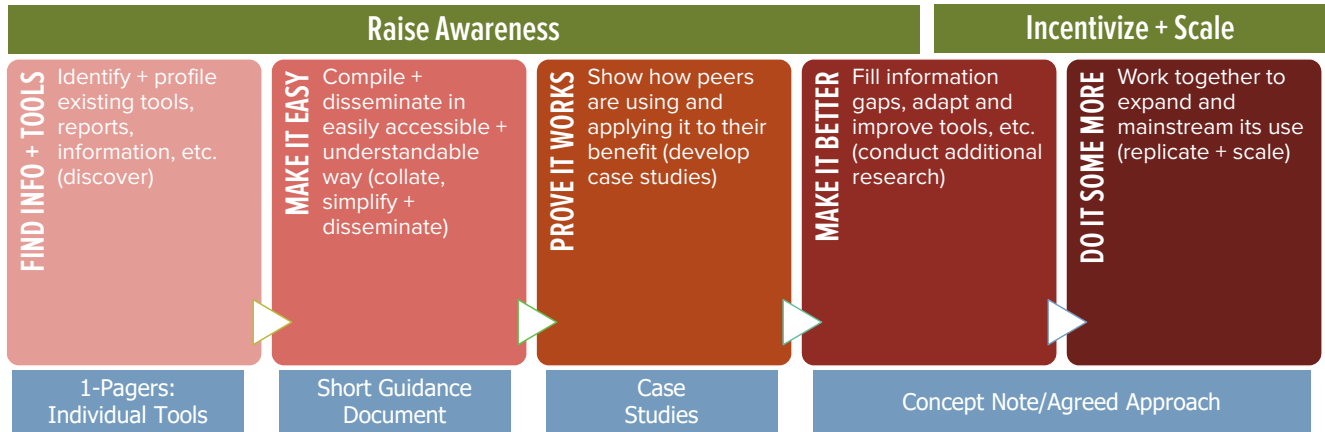 Raise Awareness
Incentivize + Scale
FIND INFO + TOOLS
Identify + profile
existing tools,
reports,
information, etc.
(discover)
MAKE IT EASY
Compile +
disseminate in
easily accessible +
understandable
way (collate,
simplify +
disseminate)
PROVE IT WORKS
Show how peers
are using and
applying it to their
benefit (develop
case studies)
MAKE IT BETTER
Fill information
gaps, adapt and
improve tools, etc.
(conduct additional
research)
DO IT SOME MORE
Work together to
expand and
mainstream its use
(replicate + scale)
1-Pagers:
Individual Tools
Short Guidance
Document
Case
Studies
Concept Note/Agreed Approach